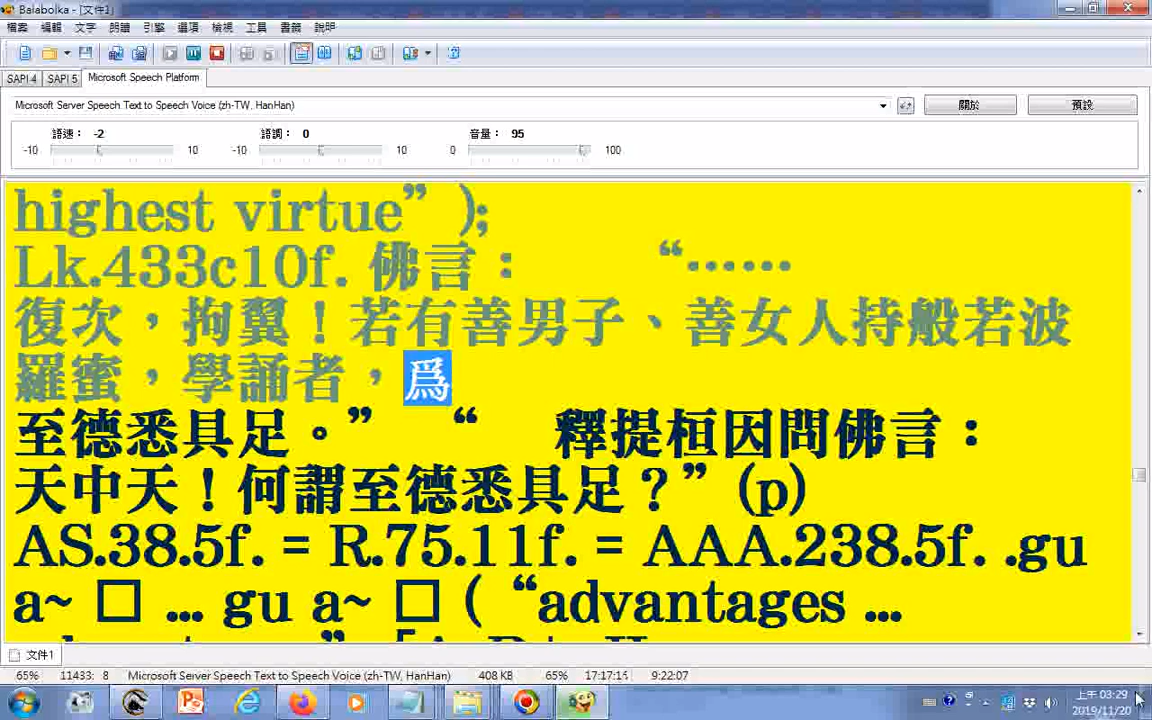 Balabolka - [文件1]
檔案 編輯 文字 朗讀 引擎 選項 檢視 工具 書籤 說明
SAPI 4 SAPI 5 Microsoft Speech Platform
Microsoft Server Speech Text to Speech Voice (zh-TW, HanHan) 關於 預設
語速： -2 語調： 0 音量： 95
-10 10 -10 10 0 100
highest virtue”);
Lk.433c10f. 佛言： “……
復次，拘翼！若有善男子、善女人持般若波
羅蜜，學誦者，爲
至德悉具足。” “ 釋提桓因問佛言：
天中天！何謂至德悉具足？”(p)
AS.38.5f. = R.75.11f. = AAA.238.5f. .gu
a~ □ ... gu a~ □ (“advantages ...
文件1
65% 11433: 8 Microsoft Server Speech Text to Speech Voice (zh-TW, HanHan) 408 KB 65% 17:17:15 9:22:07
上午 03:29
2019/11/20